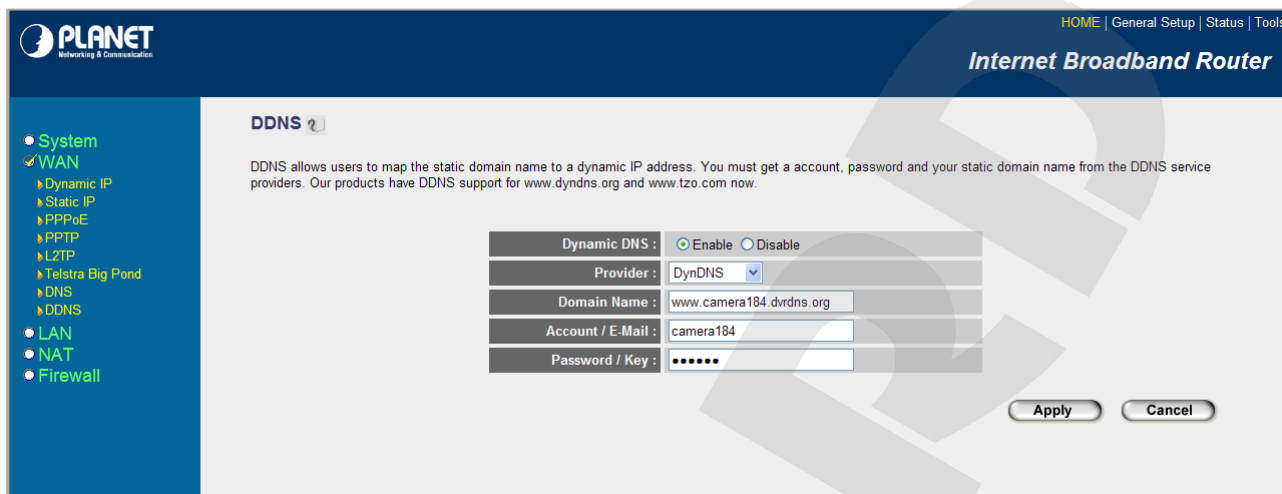 PLANET
Networking & Communication
HOME | General Setup | Status | Tools
Internet Broadband Router
System
WAN
Dynamic IP
Static IP
PPPoE
PPTP
L2TP
Telstra Big Pond
DNS
DDNS
LAN
NAT
Firewall
DDNS
DDNS allows users to map the static domain name to a dynamic IP address. You must get a account, password and your static domain name from the DDNS service
providers. Our products have DDNS support for www.dyndns.org and www.tzo.com now.
Dynamic DNS : Enable Disable
Provider : DynDNS
Domain Name : www.camera184.dvrdns.org
Account / E-Mail : camera184
Password / Key : ●●●●●●
Apply Cancel